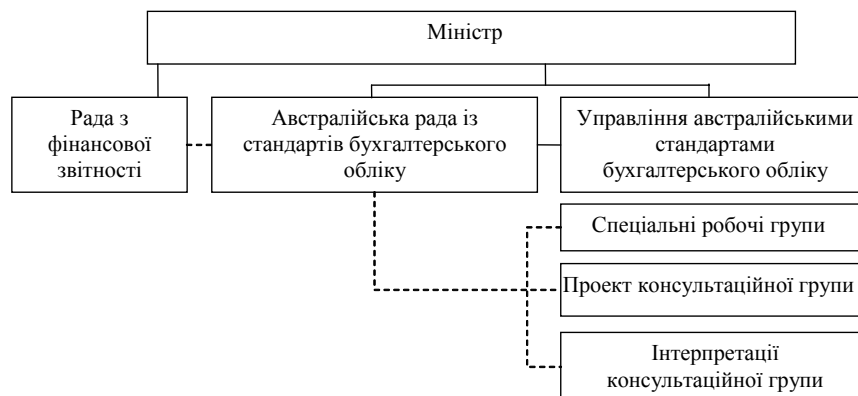 Міністр
Рада з
фінансової
звітності
Австралійська рада із
стандартів бухгалтерського
обліку
Управління австралійськими
стандартами
бухгалтерського обліку
Спеціальні робочі групи
Проект консультаційної групи
Інтерпретації
консультаційної групи